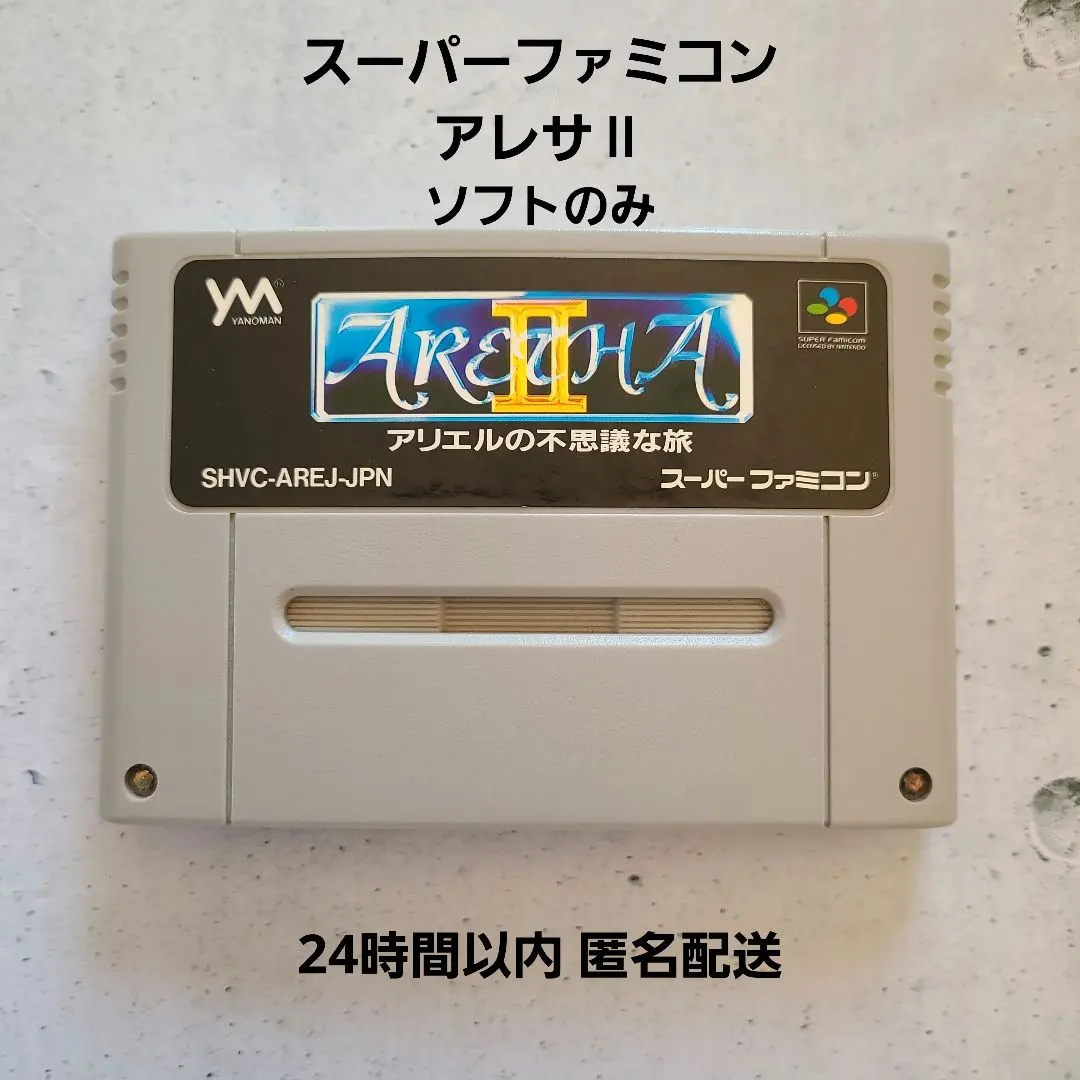 スーパーファミコン
アレサⅡ
ソフトのみ
YM®
YANOMAN
ARETHA
II
SUPER FAMICOM
LICENSED BY NINTENDO
アリエルの不思議な旅
SHVC-AREJ-JPN
スーパーファミコン®
24時間以内 匿名配送